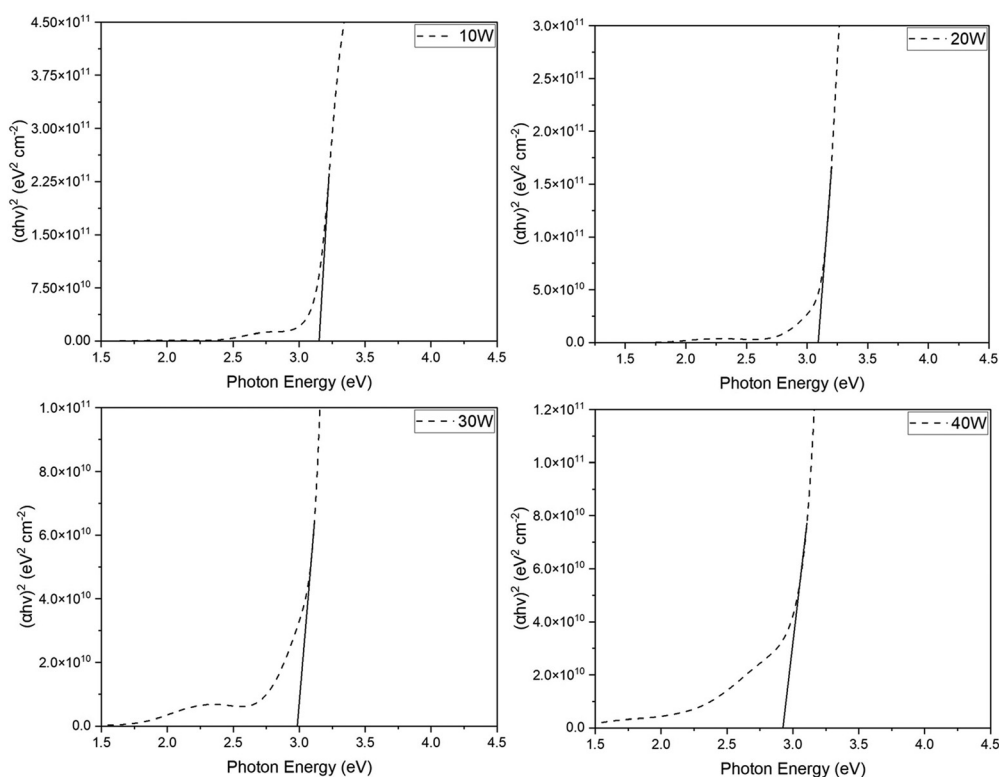 10W
4.50×10¹¹
3.75×10¹¹
3.00×10¹¹
2.25×10¹¹
1.50×10¹¹
7.50×10¹⁰
0.00
(αhv)² (eV² cm⁻²)
1.5 2.0 2.5 3.0 3.5 4.0 4.5
Photon Energy (eV)
20W
3.0×10¹¹
2.5×10¹¹
2.0×10¹¹
1.5×10¹¹
1.0×10¹¹
5.0×10¹⁰
0.0
(αhv)² (eV² cm⁻²)
1.5 2.0 2.5 3.0 3.5 4.0 4.5
Photon Energy (eV)
30W
1.0×10¹¹
8.0×10¹⁰
6.0×10¹⁰
4.0×10¹⁰
2.0×10¹⁰
0.0
(αhv)² (eV² cm⁻²)
1.5 2.0 2.5 3.0 3.5 4.0 4.5
Photon Energy (eV)
40W
1.2×10¹¹
1.0×10¹¹
8.0×10¹⁰
6.0×10¹⁰
4.0×10¹⁰
2.0×10¹⁰
0.0
(αhv)² (eV² cm⁻²)
1.5 2.0 2.5 3.0 3.5 4.0 4.5
Photon Energy (eV)